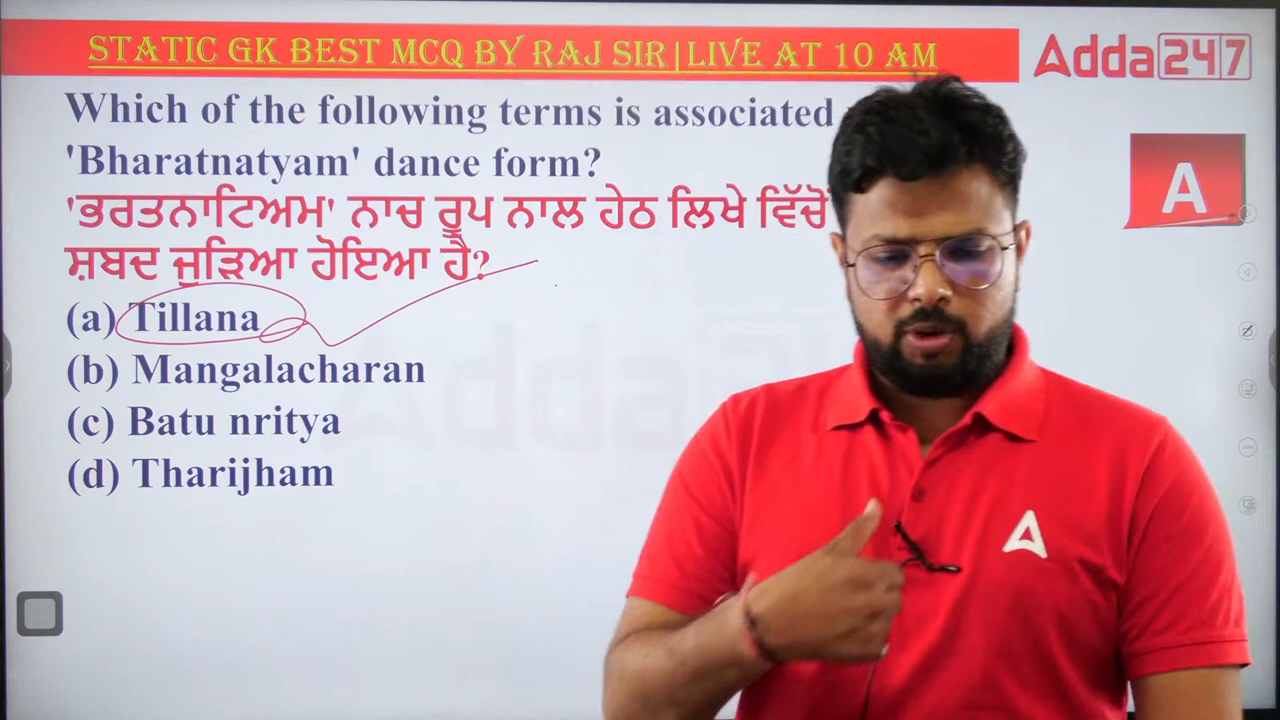 STATIC GK BEST MCQ BY RAJ SIR|LIVE AT 10 AM
Adda247
Which of the following terms is associated
'Bharatnatyam' dance form?
A
'ਭਰਤਨਾਟਿਅਮ' ਨਾਚ ਰੂਪ ਨਾਲ ਹੇਠ ਲਿਖੇ ਵਿੱਚੋਂ
ਸ਼ਬਦ ਜੁੜਿਆ ਹੋਇਆ ਹੈ?
(a) Tillana
(b) Mangalacharan
(c) Batu nritya
(d) Tharijham